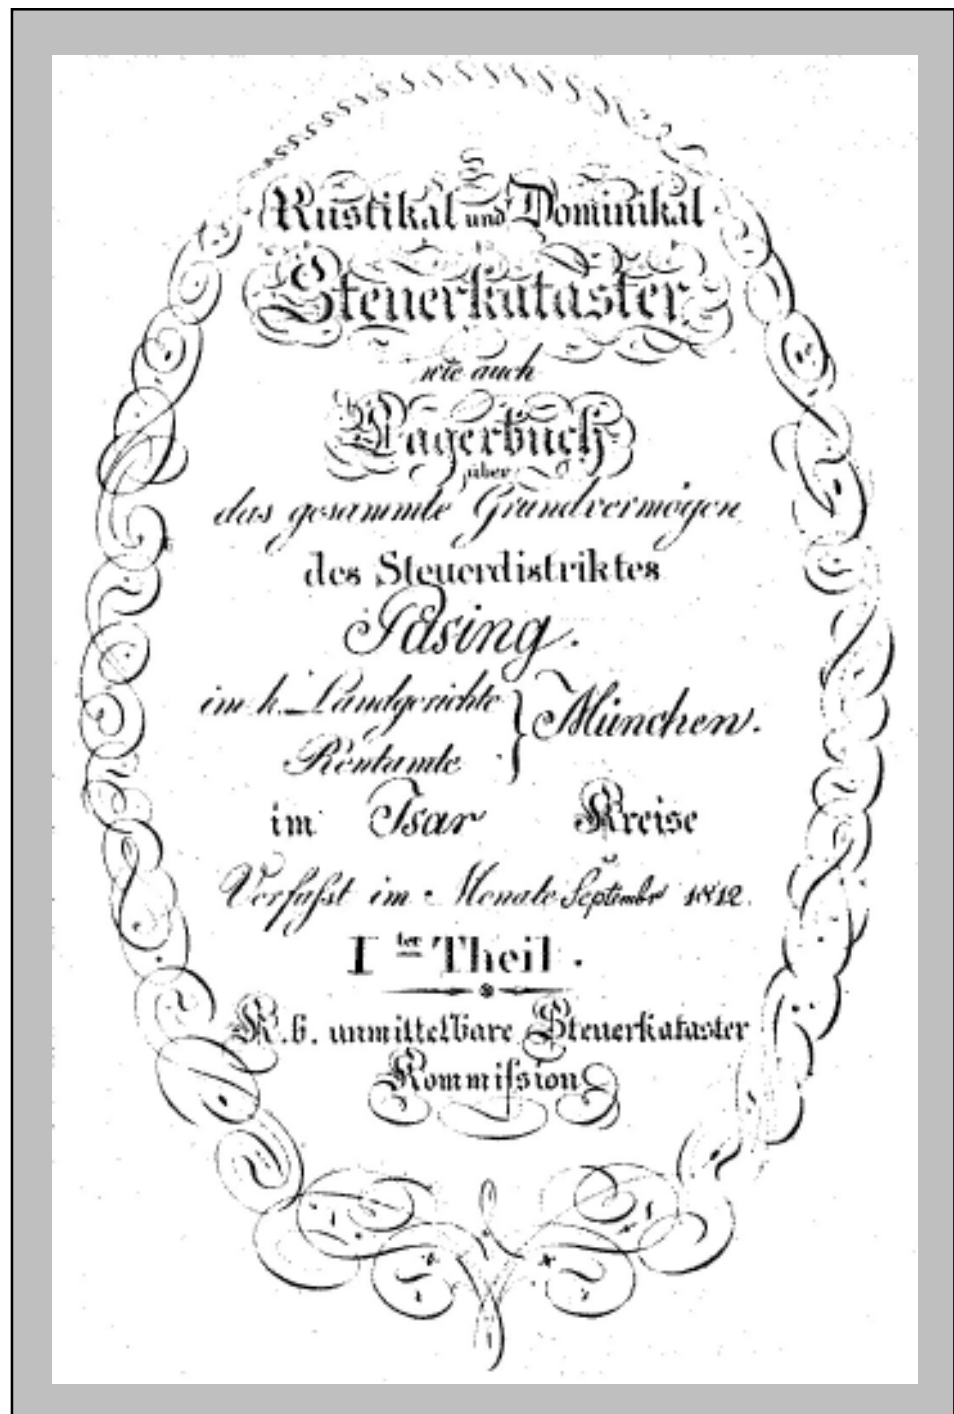 Rustikal und Dominikal
Steuerkataster
wie auch
Lagerbuch
über
das gesammte Grundvermögen
des Steuerdistriktes
Pasing.
im k. Landgerichte } München.
Rentamte
im Isar Kreise
Verfaßt im Monate September 1812.
I ter Theil.
K. b. unmittelbare Steuerkataster
Kommission